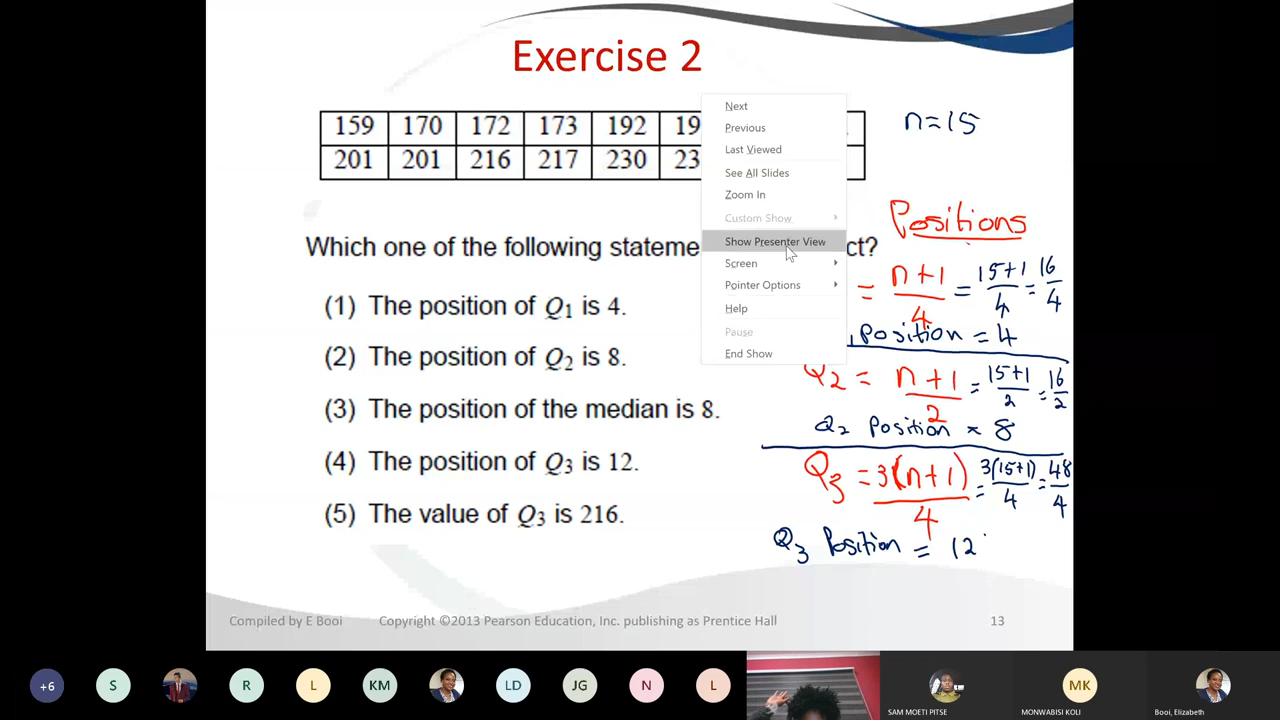 Exercise 2
159 170 172 173 192
201 201 216 217 230
n=15
Next
Previous
Last Viewed
See All Slides
Zoom In
Custom Show
Show Presenter View
Screen
Pointer Options
Help
Pause
End Show
Which one of the following
(1) The position of Q1 is 4.
(2) The position of Q2 is 8.
(3) The position of the median is 8.
(4) The position of Q3 is 12.
(5) The value of Q3 is 216.
Positions
= n+1/4 = 15+1/4 = 16/4
Position = 4
Q2 = n+1/2 = 15+1/2 = 16/2
Q2 Position = 8
Q3 = 3(n+1)/4 = 3(15+1)/4 = 48/4
Q3 Position = 12
Compiled by E Booi Copyright ©2013 Pearson Education, Inc. publishing as Prentice Hall 13
+6 S R L KM LD JG N L MK
SAM MOETI PITSE MONWABISI KOLI Booi, Elizabeth